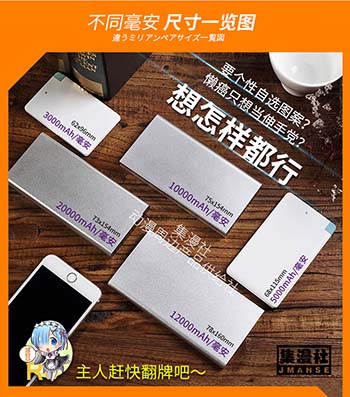 不同毫安 尺寸一览图
違うミリアンペアサイズ一覧図
要个性自选图案?
懒癌只想当伸手党?
想怎样都行
62x96mm
3000mAh/毫安
75x154mm
10000mAh/毫安
73x154mm
20000mAh/毫安
68x115mm
5000mAh/毫安
78x160mm
12000mAh/毫安
集漫社
集漫社
JMANSE
主人赶快翻牌吧～